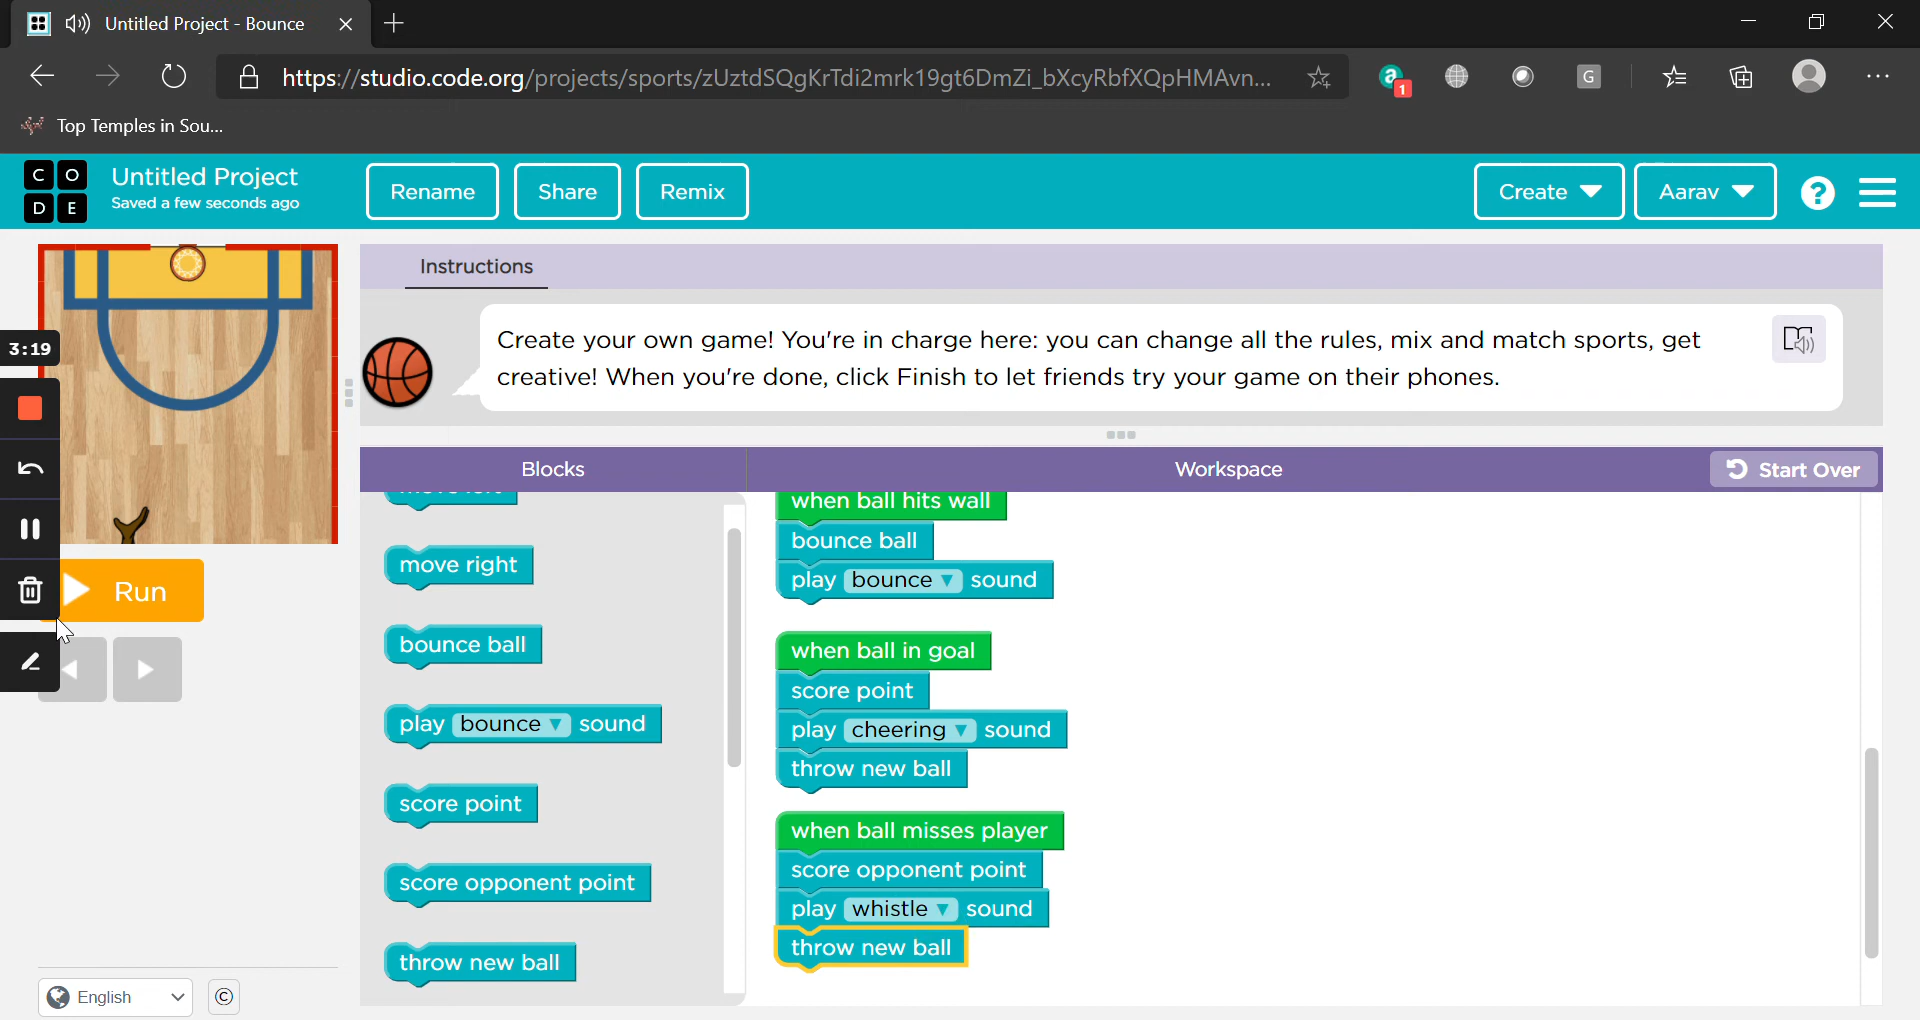 Untitled Project - Bounce
https://studio.code.org/projects/sports/zUztdSQgKrTdi2mrk19gt6DmZi_bXcyRbfXQpHMAvn...
a
1
G
Top Temples in Sou...
C O
D E
Untitled Project
Saved a few seconds ago
Rename
Share
Remix
Create
Aarav
?
Instructions
Create your own game! You're in charge here: you can change all the rules, mix and match sports, get
creative! When you're done, click Finish to let friends try your game on their phones.
3:19
Run
Blocks
Workspace
Start Over
move right
bounce ball
play bounce sound
score point
score opponent point
throw new ball
when ball hits wall
bounce ball
play bounce sound
when ball in goal
score point
play cheering sound
throw new ball
when ball misses player
score opponent point
play whistle sound
throw new ball
English
©